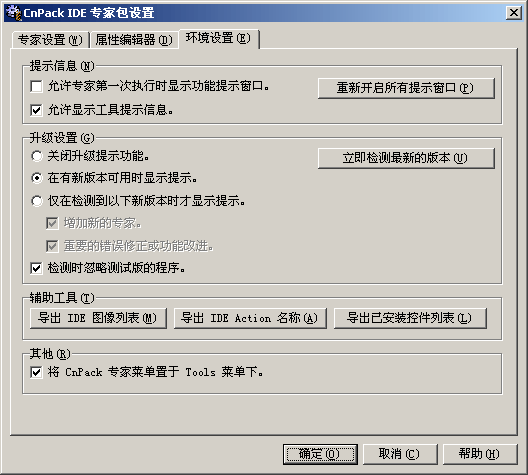 CnPack IDE 专家包设置
专家设置(W) 属性编辑器(D) 环境设置(E)
提示信息(N)
允许专家第一次执行时显示功能提示窗口。 重新开启所有提示窗口(P)
允许显示工具提示信息。
升级设置(G)
关闭升级提示功能。 立即检测最新的版本(U)
在有新版本可用时显示提示。
仅在检测到以下新版本时才显示提示。
增加新的专家。
重要的错误修正或功能改进。
检测时忽略测试版的程序。
辅助工具(T)
导出 IDE 图像列表(M) 导出 IDE Action 名称(A) 导出已安装控件列表(L)
其他(R)
将 CnPack 专家菜单置于 Tools 菜单下。
确定(O) 取消(C) 帮助(H)